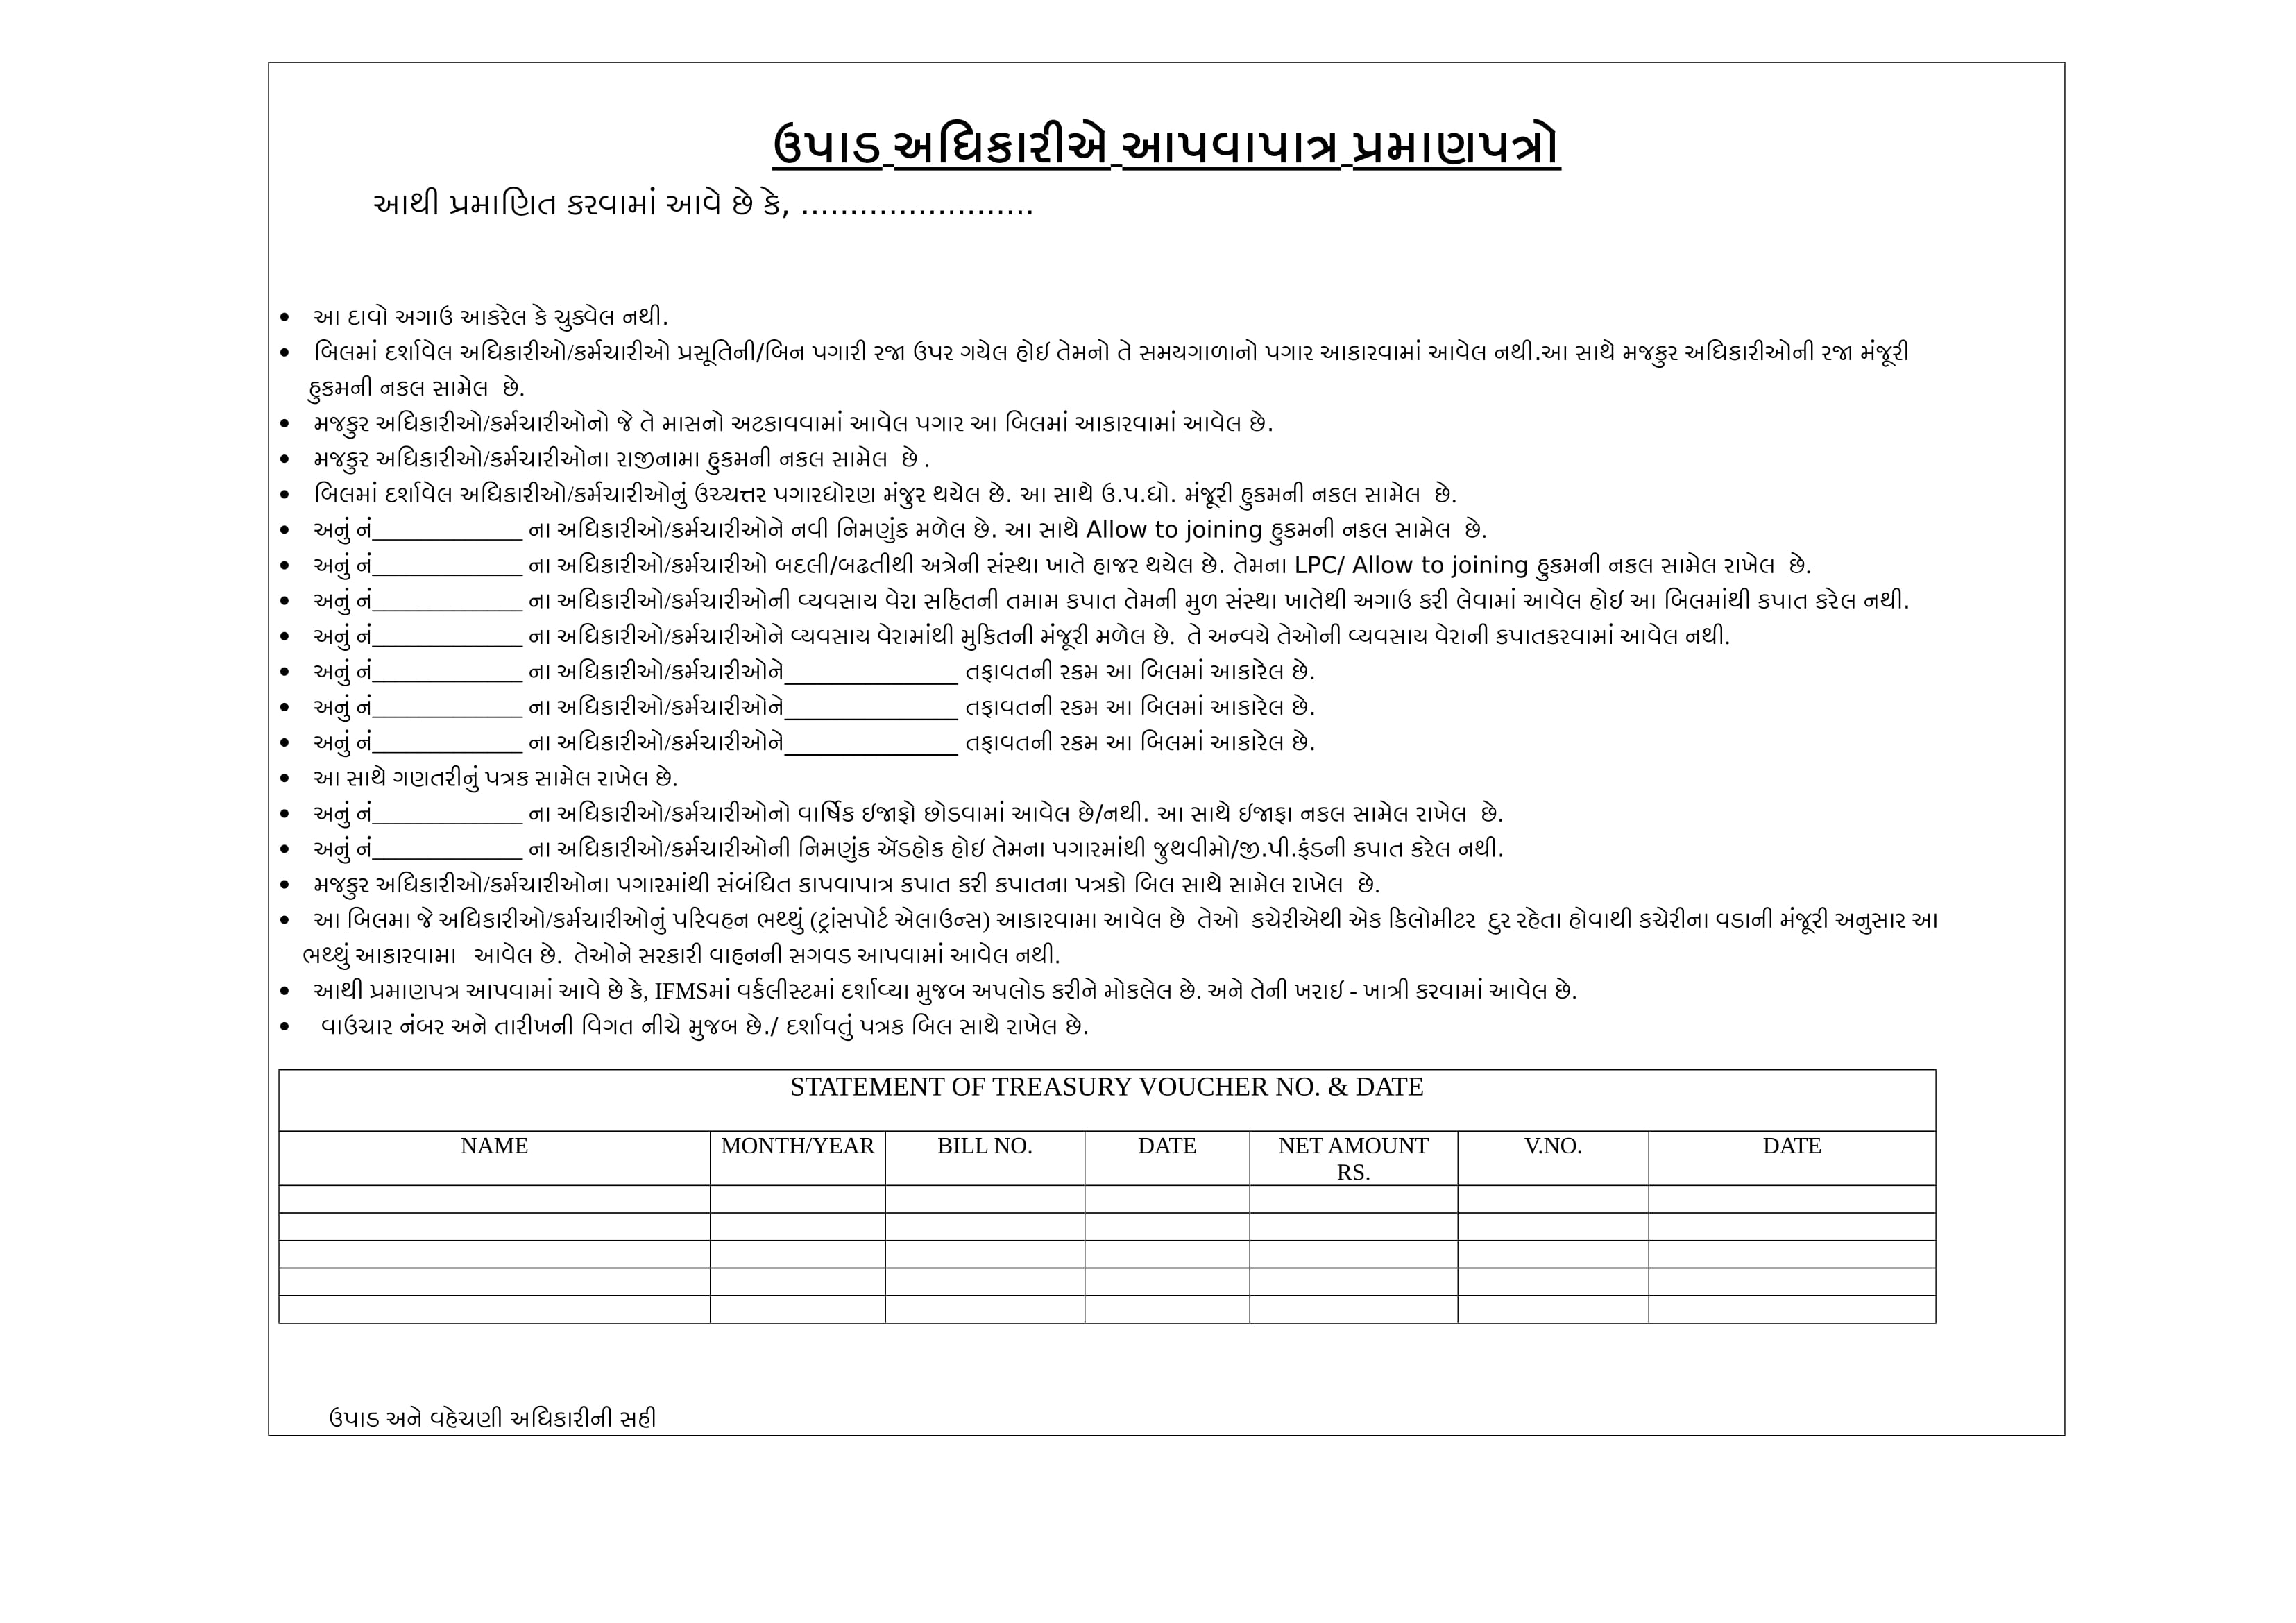 ઉપાડ અધિકારીએ આપવાપાત્ર પ્રમાણપત્રો
આથી પ્રમાણિત કરવામાં આવે છે કે, ........................
• આ દાવો અગાઉ આકરેલ કે ચુક્વેલ નથી.
• બિલમાં દર્શાવેલ અધિકારીઓ/કર્મચારીઓ પ્રસૂતિની/બિન પગારી રજા ઉપર ગયેલ હોઈ તેમનો તે સમયગાળાનો પગાર આકારવામાં આવેલ નથી.આ સાથે મજકુર અધિકારીઓની રજા મંજૂરી
હુકમની નકલ સામેલ છે.
• મજકુર અધિકારીઓ/કર્મચારીઓનો જે તે માસનો અટકાવવામાં આવેલ પગાર આ બિલમાં આકારવામાં આવેલ છે.
• મજકુર અધિકારીઓ/કર્મચારીઓના રાજીનામા હુકમની નકલ સામેલ છે .
• બિલમાં દર્શાવેલ અધિકારીઓ/કર્મચારીઓનું ઉચ્ચત્તર પગારધોરણ મંજુર થયેલ છે. આ સાથે ઉ.પ.ધો. મંજૂરી હુકમની નકલ સામેલ છે.
• અનું નં_____________ ના અધિકારીઓ/કર્મચારીઓને નવી નિમણુંક મળેલ છે. આ સાથે Allow to joining હુકમની નકલ સામેલ છે.
• અનું નં_____________ ના અધિકારીઓ/કર્મચારીઓ બદલી/બઢતીથી અત્રેની સંસ્થા ખાતે હાજર થયેલ છે. તેમના LPC/ Allow to joining હુકમની નકલ સામેલ રાખેલ છે.
• અનું નં_____________ ના અધિકારીઓ/કર્મચારીઓની વ્યવસાય વેરા સહિતની તમામ કપાત તેમની મુળ સંસ્થા ખાતેથી અગાઉ કરી લેવામાં આવેલ હોઈ આ બિલમાંથી કપાત કરેલ નથી.
• અનું નં_____________ ના અધિકારીઓ/કર્મચારીઓને વ્યવસાય વેરામાંથી મુકિતની મંજૂરી મળેલ છે. તે અન્વયે તેઓની વ્યવસાય વેરાની કપાતકરવામાં આવેલ નથી.
• અનું નં_____________ ના અધિકારીઓ/કર્મચારીઓને_______________ તફાવતની રકમ આ બિલમાં આકારેલ છે.
• અનું નં_____________ ના અધિકારીઓ/કર્મચારીઓને_______________ તફાવતની રકમ આ બિલમાં આકારેલ છે.
• અનું નં_____________ ના અધિકારીઓ/કર્મચારીઓને_______________ તફાવતની રકમ આ બિલમાં આકારેલ છે.
• આ સાથે ગણતરીનું પત્રક સામેલ રાખેલ છે.
• અનું નં_____________ ના અધિકારીઓ/કર્મચારીઓનો વાર્ષિક ઈજાફો છોડવામાં આવેલ છે/નથી. આ સાથે ઈજાફા નકલ સામેલ રાખેલ છે.
• અનું નં_____________ ના અધિકારીઓ/કર્મચારીઓની નિમણુંક ઍડહોક હોઈ તેમના પગારમાંથી જુથવીમો/જી.પી.ફંડની કપાત કરેલ નથી.
• મજકુર અધિકારીઓ/કર્મચારીઓના પગારમાંથી સંબંધિત કાપવાપાત્ર કપાત કરી કપાતના પત્રકો બિલ સાથે સામેલ રાખેલ છે.
• આ બિલમા જે અધિકારીઓ/કર્મચારીઓનું પરિવહન ભથ્થું (ટ્રાંસપોર્ટ એલાઉન્સ) આકારવામા આવેલ છે તેઓ કચેરીએથી એક કિલોમીટર દુર રહેતા હોવાથી કચેરીના વડાની મંજૂરી અનુસાર આ
ભથ્થું આકારવામા આવેલ છે. તેઓને સરકારી વાહનની સગવડ આપવામાં આવેલ નથી.
• આથી પ્રમાણપત્ર આપવામાં આવે છે કે, IFMSમાં વર્કલીસ્ટમાં દર્શાવ્યા મુજબ અપલોડ કરીને મોકલેલ છે. અને તેની ખરાઈ - ખાત્રી કરવામાં આવેલ છે.
• વાઉચાર નંબર અને તારીખની વિગત નીચે મુજબ છે./ દર્શાવતું પત્રક બિલ સાથે રાખેલ છે.
STATEMENT OF TREASURY VOUCHER NO. & DATE
NAME MONTH/YEAR BILL NO. DATE NET AMOUNT V.NO. DATE
RS.
ઉપાડ અને વહેચણી અધિકારીની સહી